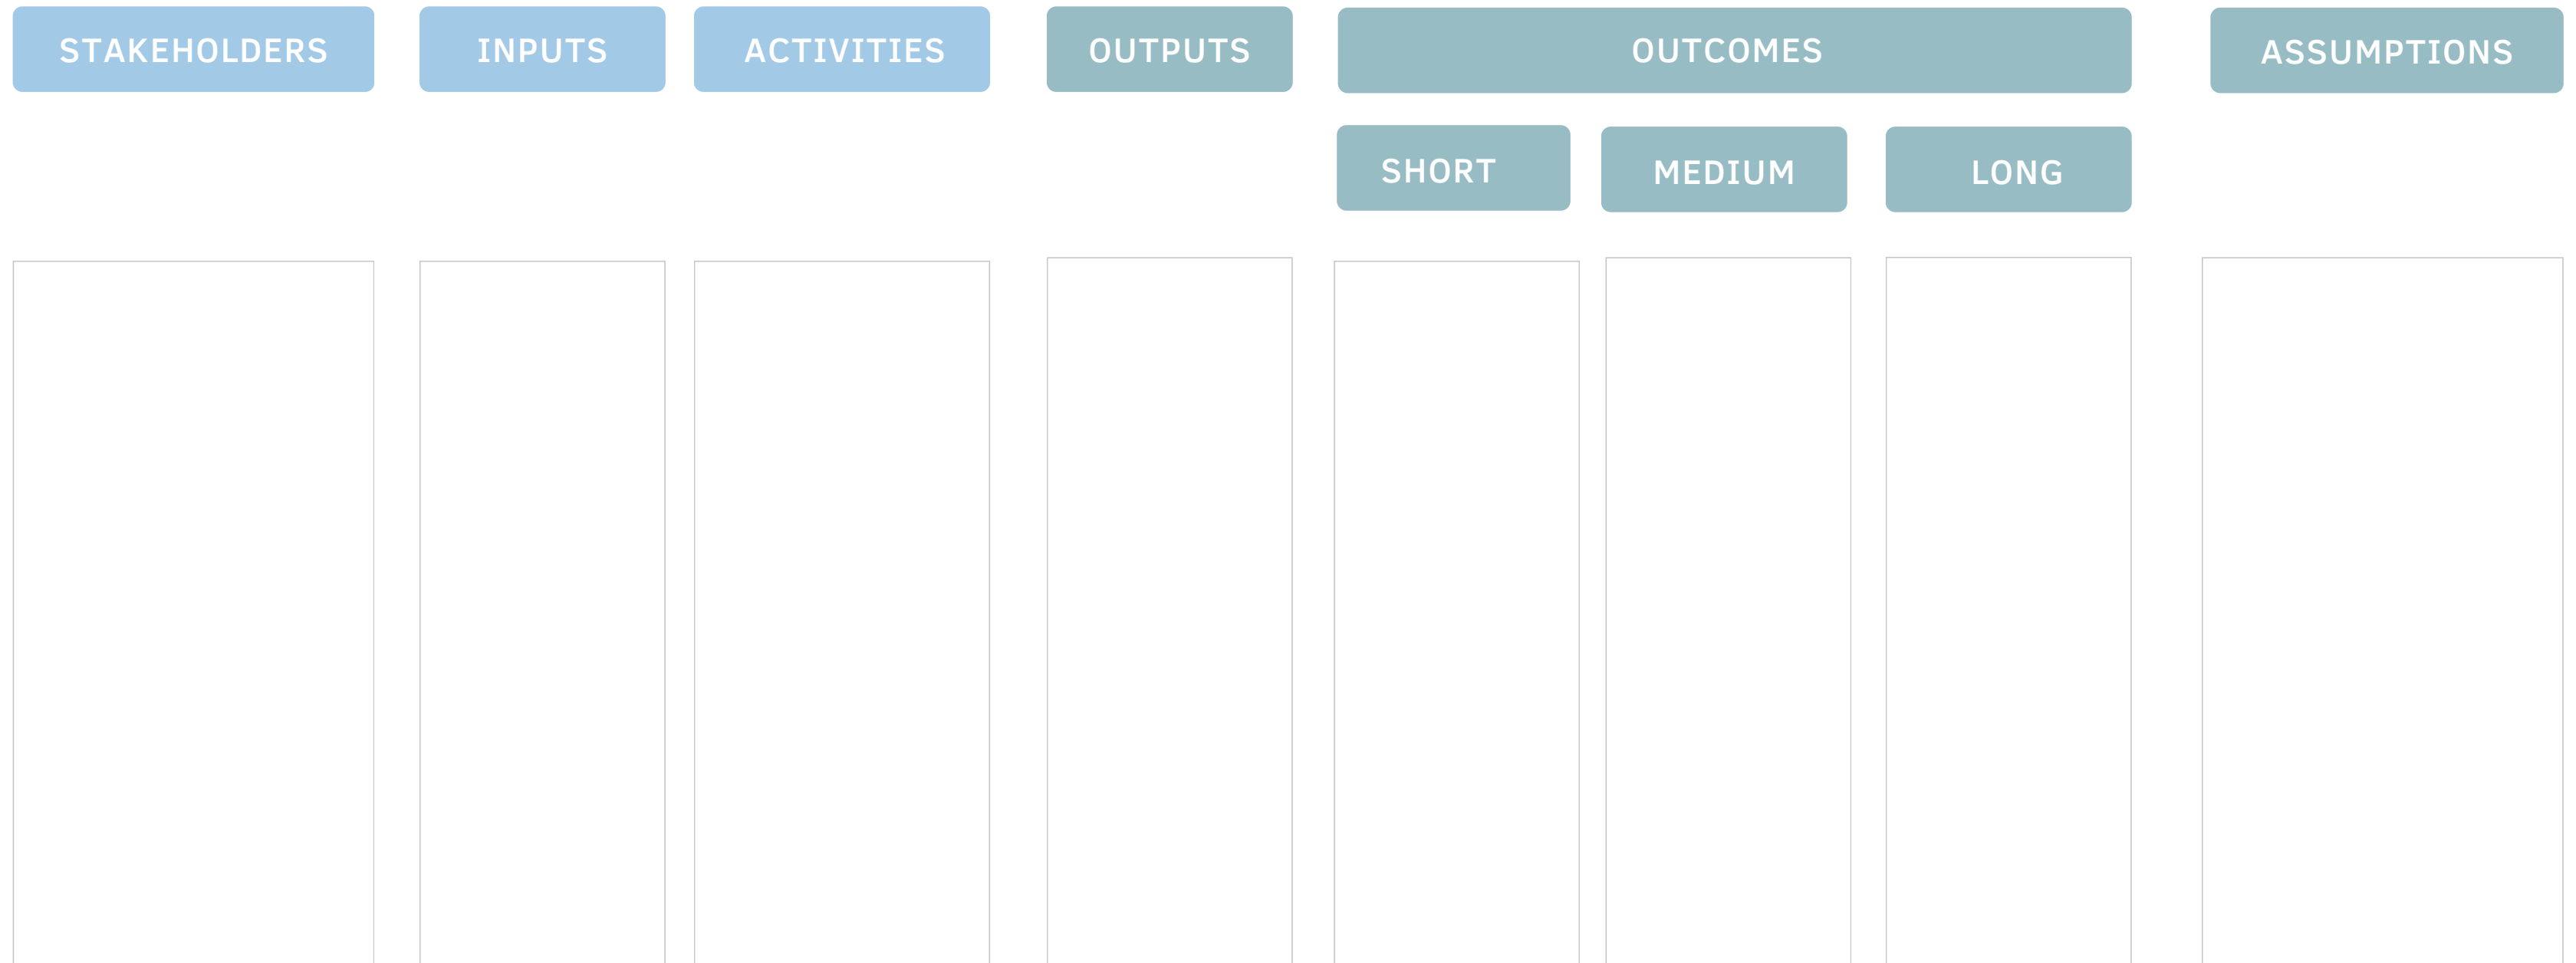 STAKEHOLDERS
INPUTS
ACTIVITIES
OUTPUTS
OUTCOMES
ASSUMPTIONS
SHORT
MEDIUM
LONG